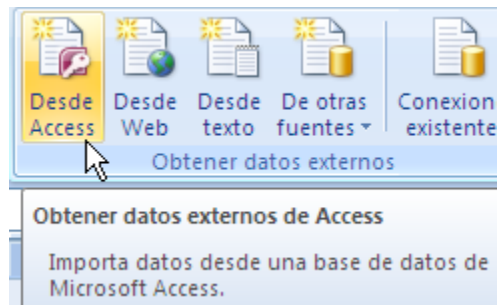 Desde Access
Desde Web
Desde texto
De otras fuentes
Conexion existente
Obtener datos externos
Obtener datos externos de Access
Importa datos desde una base de datos de
Microsoft Access.